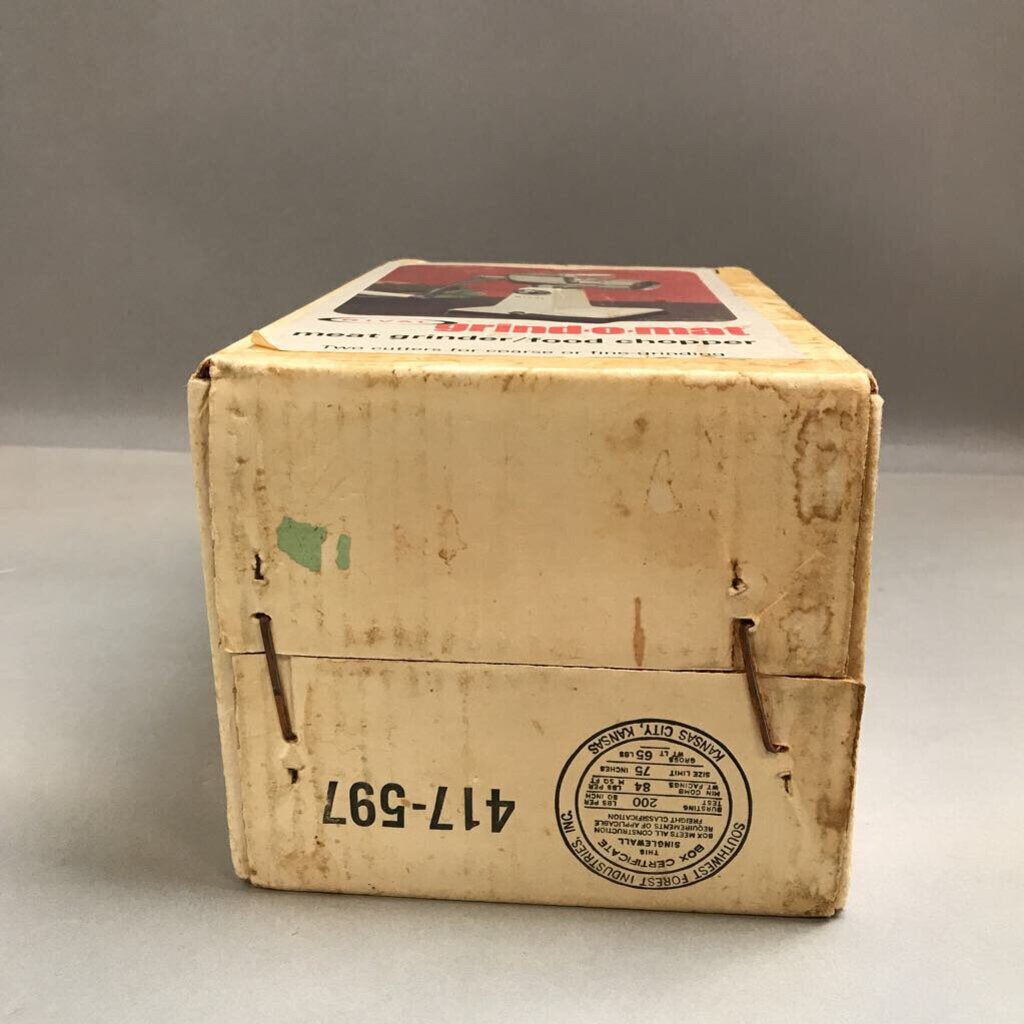 RIVAL
grind-o-mat
meat grinder/food chopper
Two cutters for coarse or fine grinding
417-597
SOUTHWEST FOREST INDUSTRIES, INC.
BOX CERTIFICATE
THIS
SINGLEWALL
BOX MEETS ALL CONSTRUCTION
REQUIREMENTS OF APPLICABLE
FREIGHT CLASSIFICATION
BURSTING TEST 200 LBS PER SQ INCH
MIN COMB WT FACINGS 84 LBS PER M SQ FT
SIZE LIMIT 75 INCHES
GROSS WT LT 65 LBS
KANSAS CITY, KANSAS